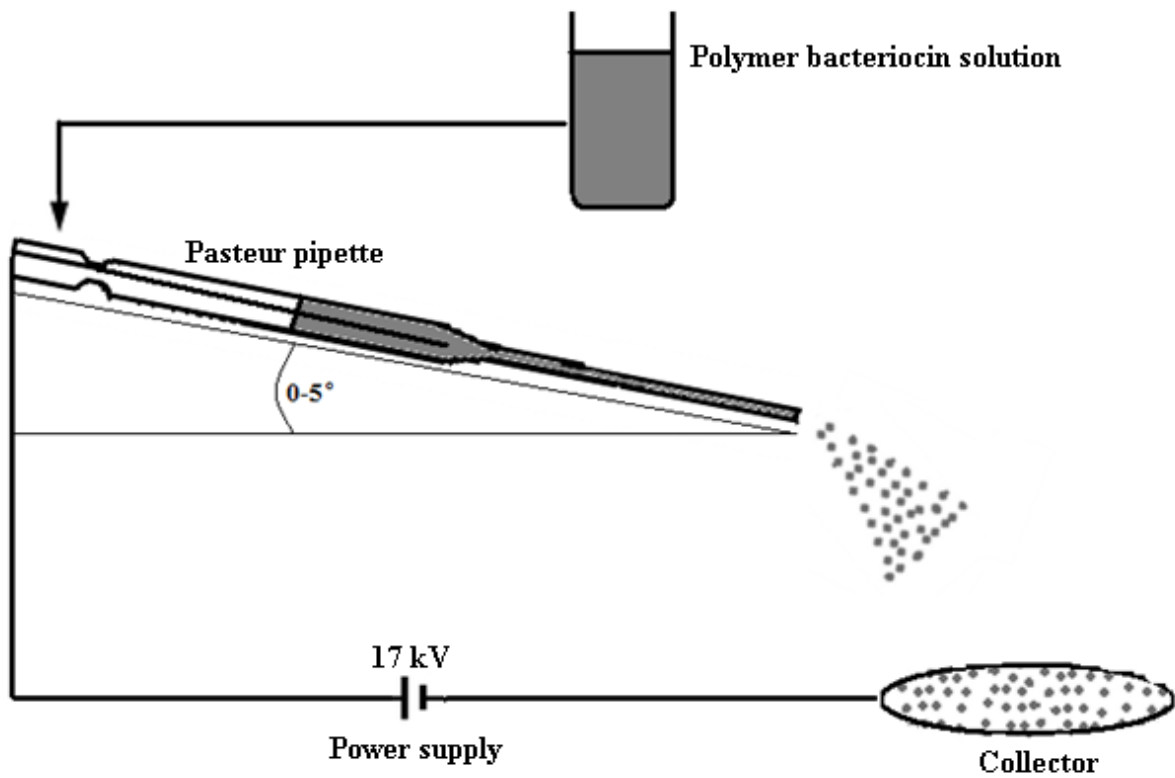 Polymer bacteriocin solution
Pasteur pipette
0-5°
17 kV
Power supply
Collector